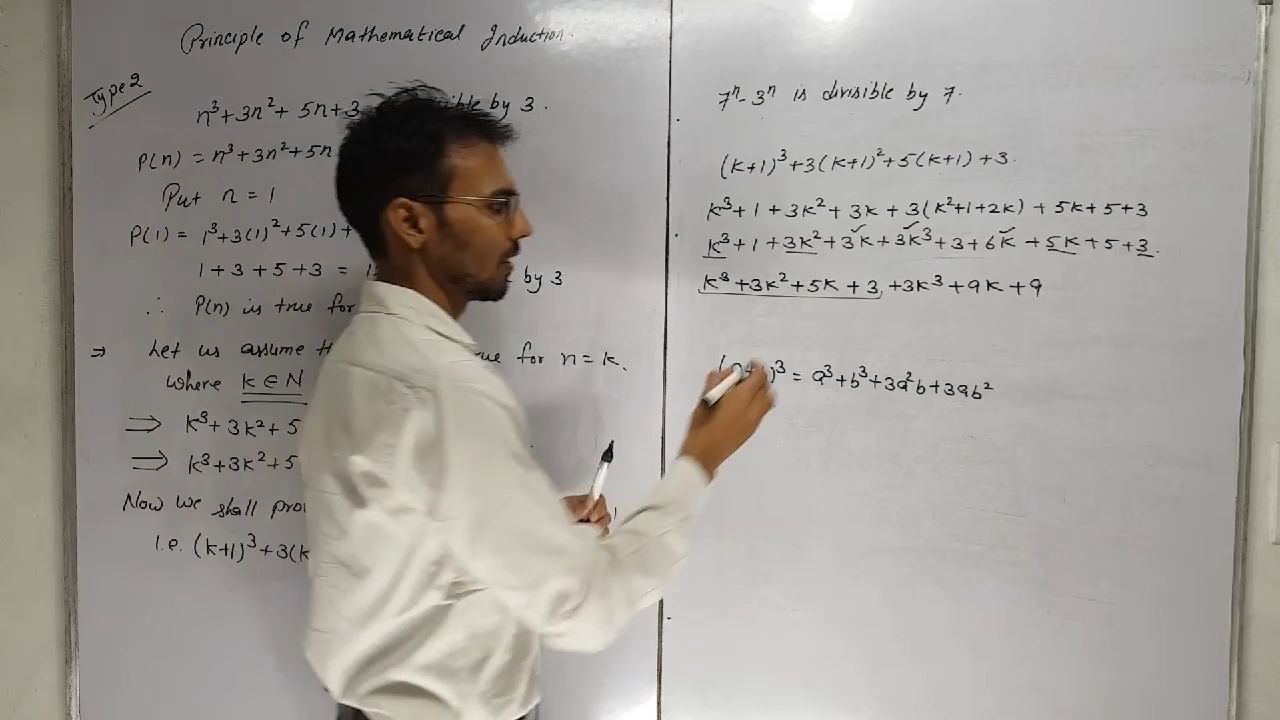 Principle of Mathematical Induction.
Type 2
n³+3n²+5n+3 by 3.
P(n) = n³+3n²+5n
Put n = 1
P(1) = 1³+3(1)²+5(1)+
1+3+5+3 = 1 by 3
∴ P(n) is true for
⇒ Let us assume for n=k.
where k ∈ N
⇒ k³+3k²+5
⇒ k³+3k²+5
Now we shall
i.e. (k+1)³+3(k
7ⁿ-3ⁿ is divisible by 7.
(k+1)³+3(k+1)²+5(k+1)+3.
k³+1+3k²+3k+3(k²+1+2k)+5k+5+3
k³+1+3k²+3k+3k³+3+6k+5k+5+3.
k³+3k²+5k+3+3k³+9k+9
)³ = a³+b³+3a²b+3ab²